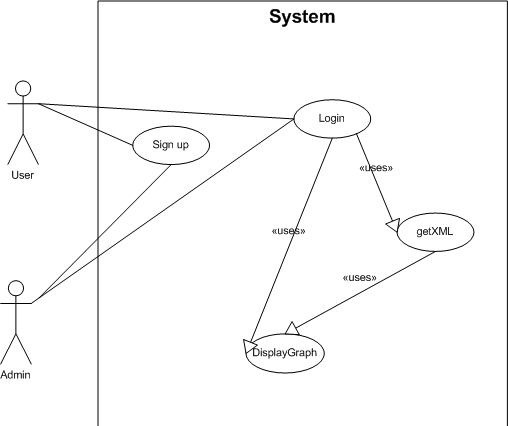 System
Login
Sign up
«uses»
User
«uses»
getXML
«uses»
DisplayGraph
Admin